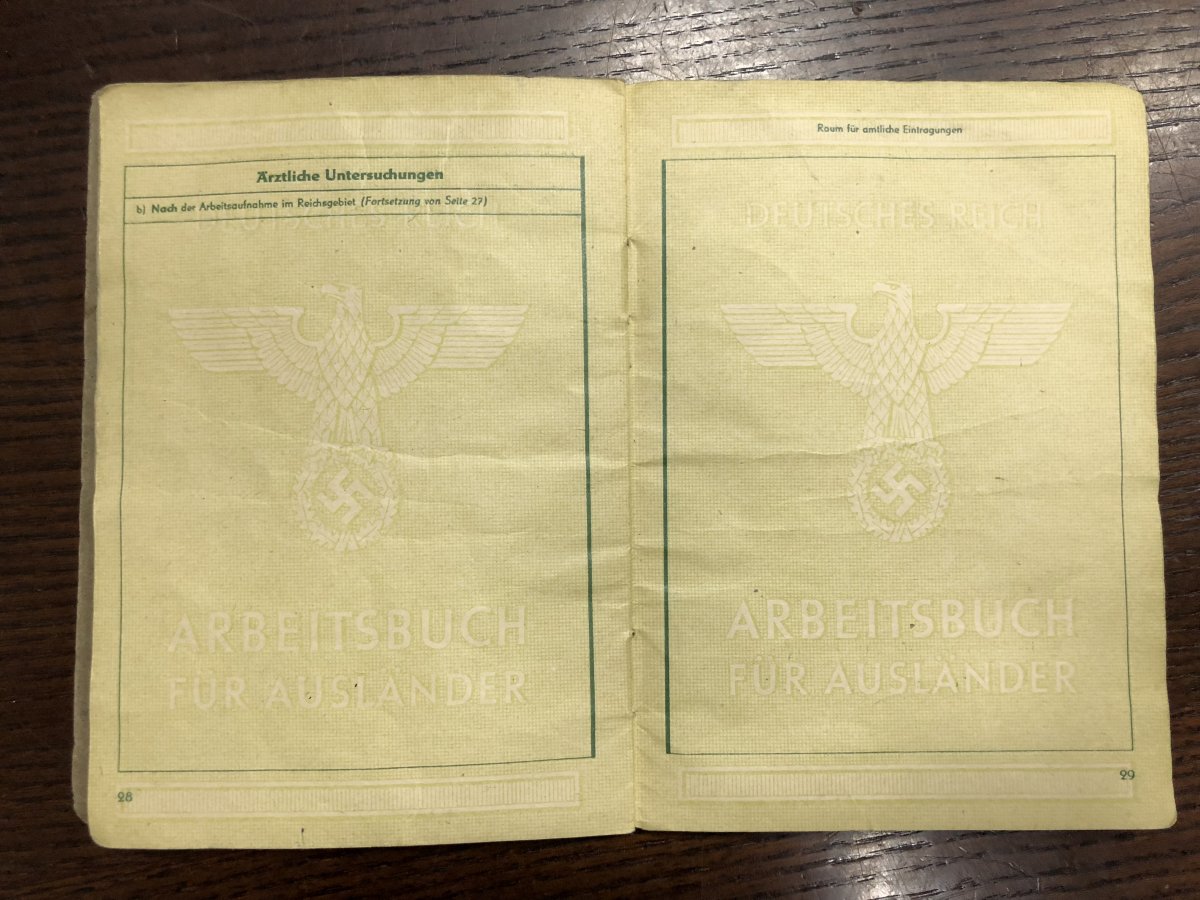 Ärztliche Untersuchungen
b) Nach der Arbeitsaufnahme im Reichsgebiet (Fortsetzung von Seite 27)
DEUTSCHES REICH
ARBEITSBUCH
FÜR AUSLÄNDER
28
Raum für amtliche Eintragungen
DEUTSCHES REICH
ARBEITSBUCH
FÜR AUSLÄNDER
29